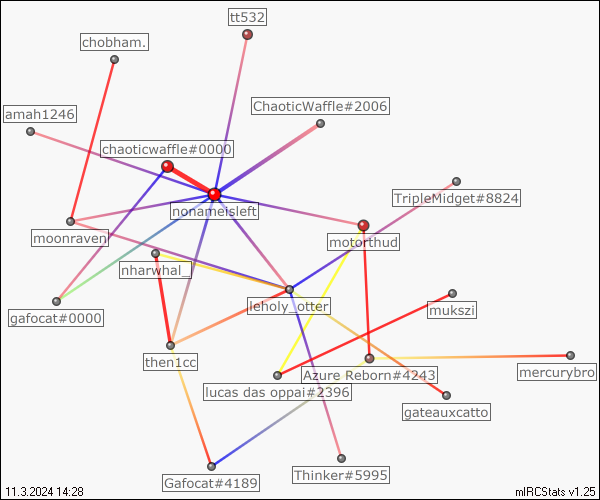 tt532
chobham.
ChaoticWaffle#2006
amah1246
chaoticwaffle#0000
TripleMidget#8824
nonameisleft
moonraven
motorthud
nharwhal_
leholy_otter
mukszi
gafocat#0000
then1cc
Azure Reborn#4243
mercurybro
lucas das oppai#2396
gateauxcatto
Thinker#5995
Gafocat#4189
11.3.2024 14:28
mIRCStats v1.25